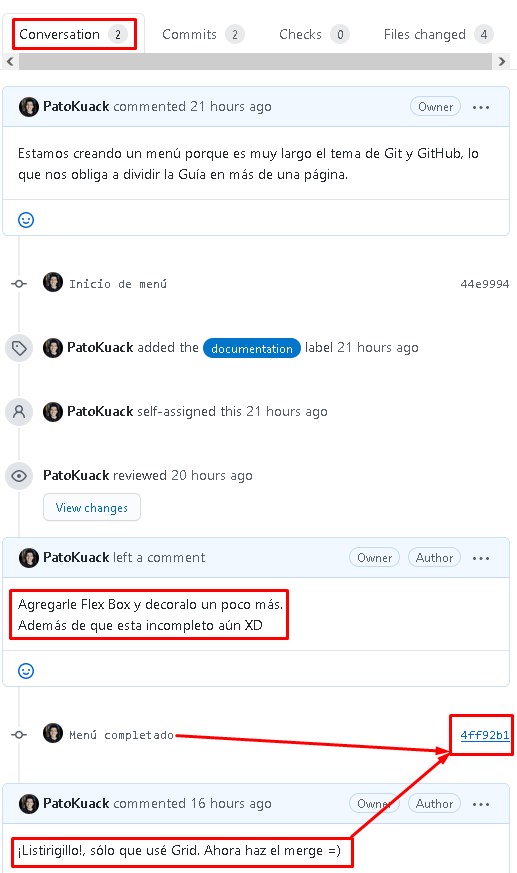 Conversation 2 Commits 2 Checks 0 Files changed 4
PatoKuack commented 21 hours ago Owner ...
Estamos creando un menú porque es muy largo el tema de Git y GitHub, lo
que nos obliga a dividir la Guía en más de una página.
Inicio de menú 44e9994
PatoKuack added the documentation label 21 hours ago
PatoKuack self-assigned this 21 hours ago
PatoKuack reviewed 20 hours ago
View changes
PatoKuack left a comment Owner Author ...
Agregarle Flex Box y decoralo un poco más.
Además de que esta incompleto aún XD
Menú completado 4ff92b1
PatoKuack commented 16 hours ago Owner Author ...
¡Listirigillo!, sólo que usé Grid. Ahora haz el merge =)